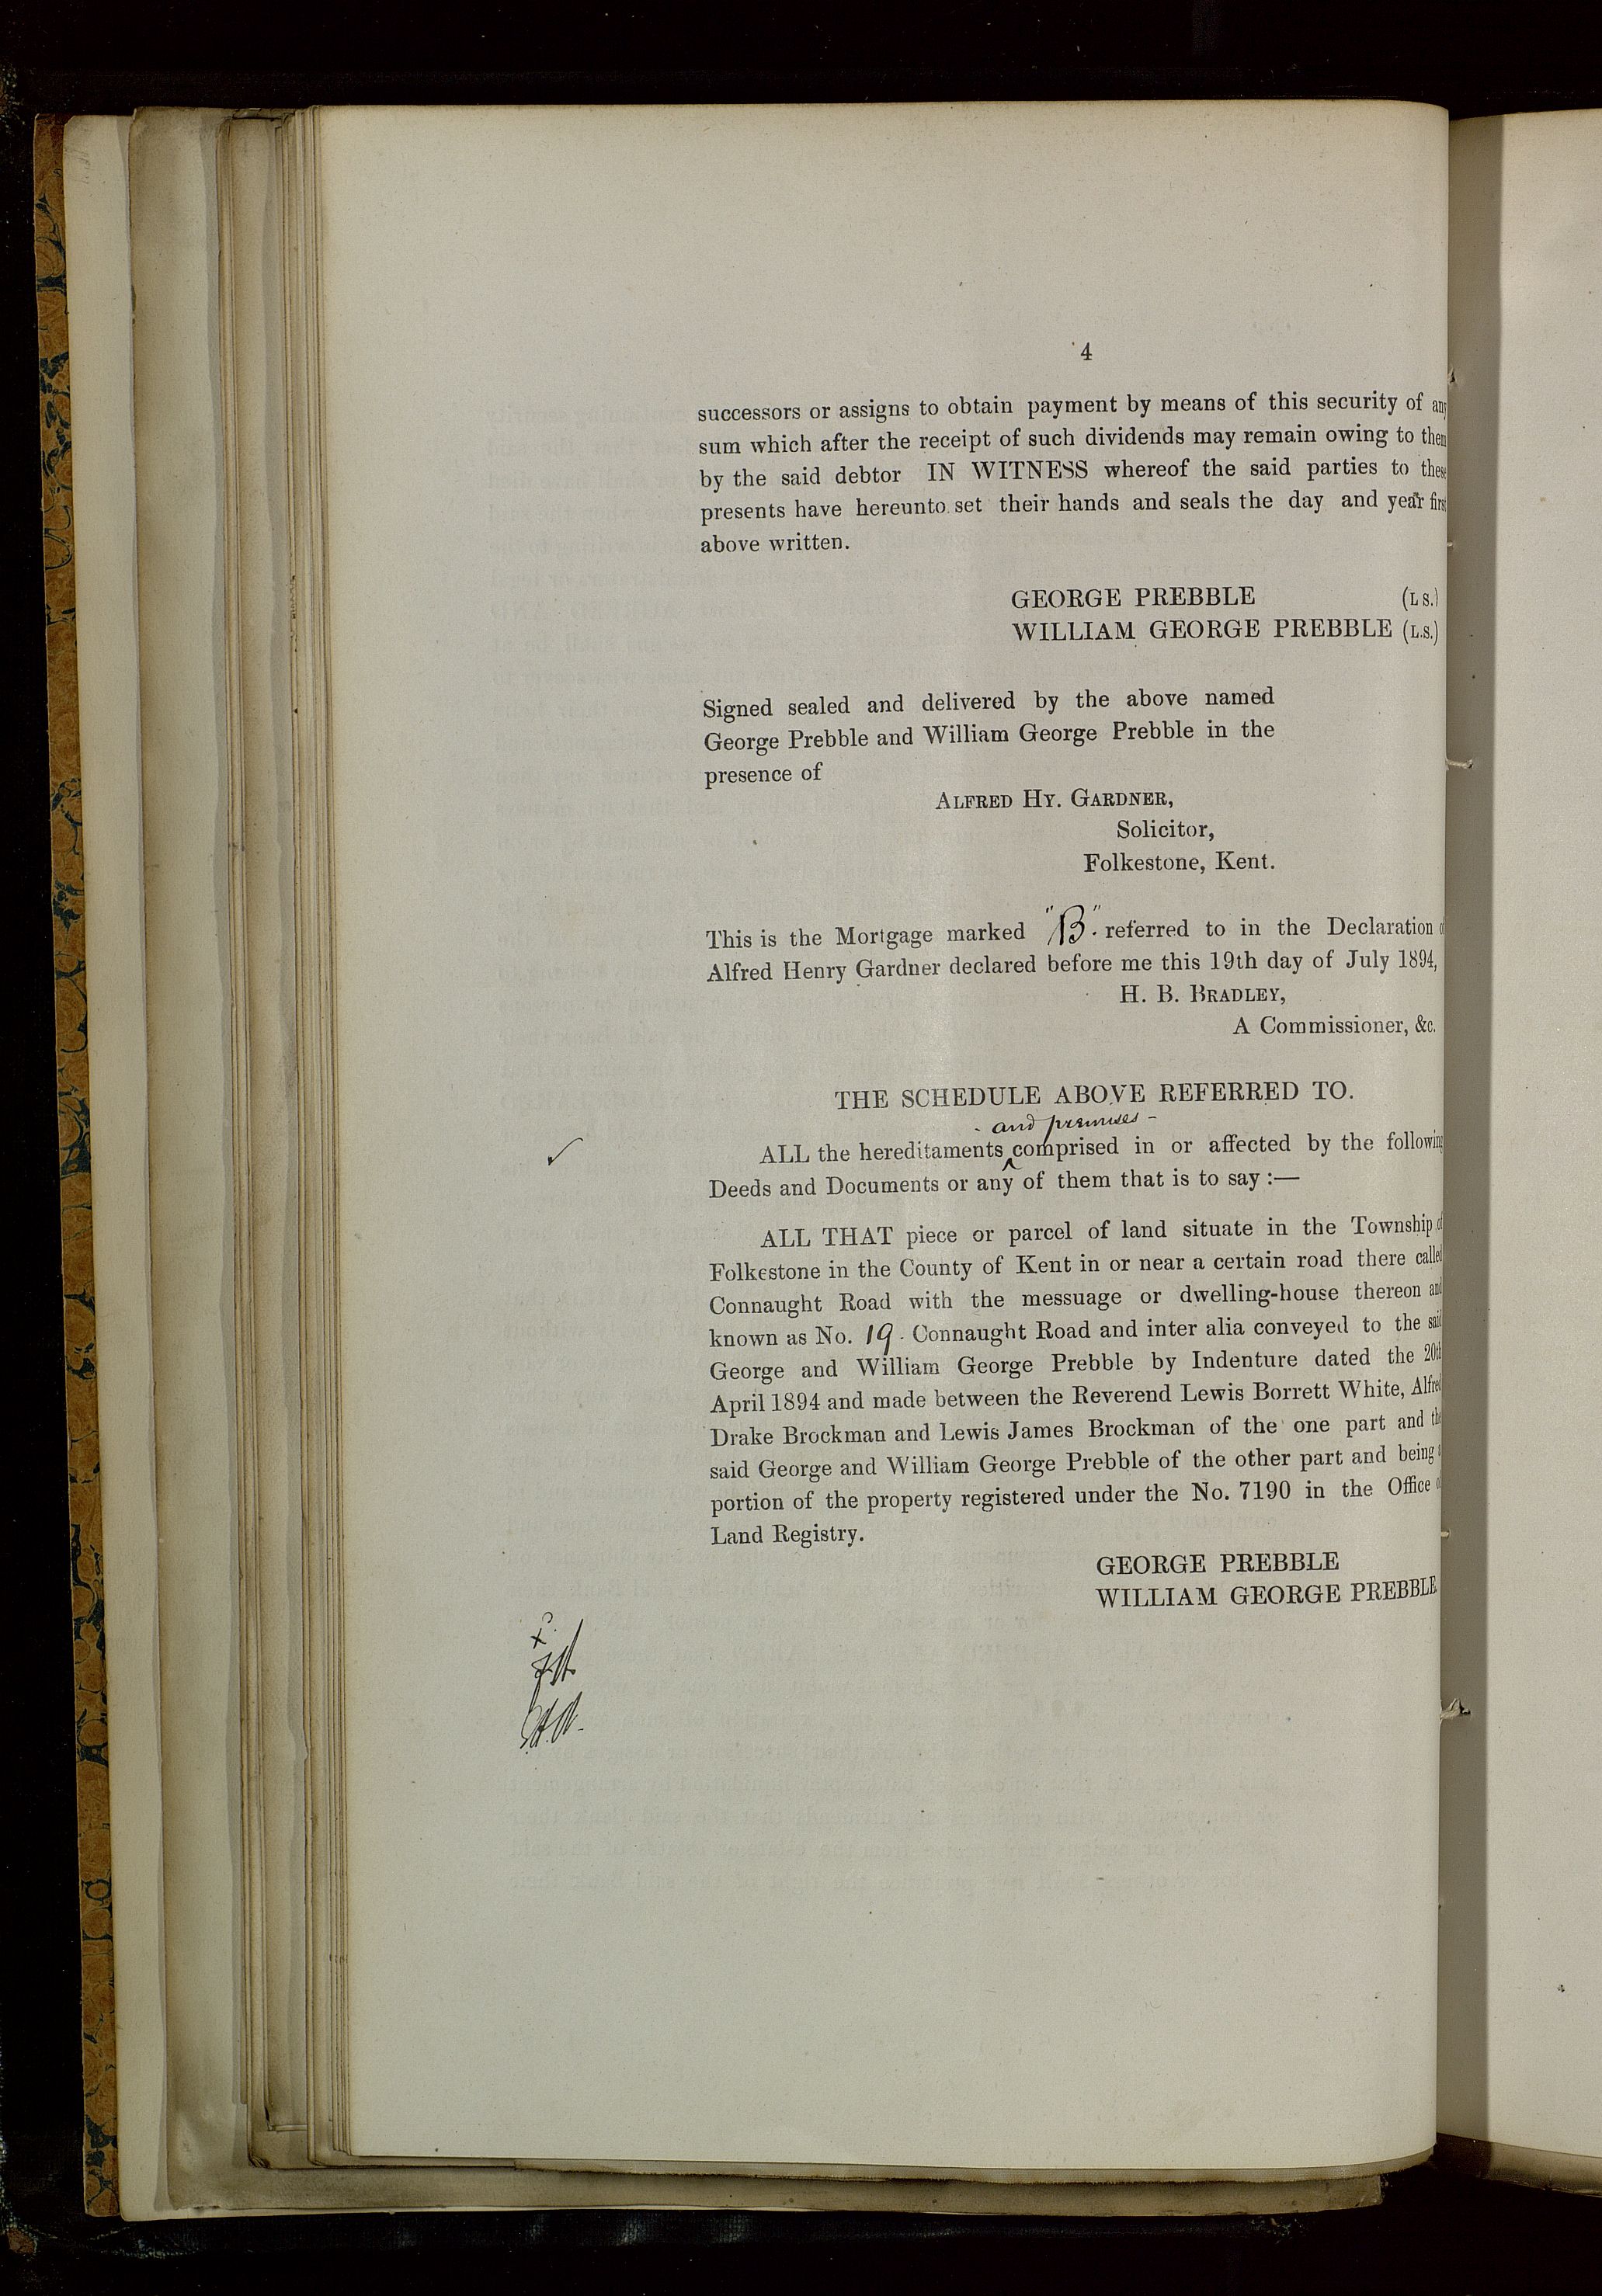 4
successors or assigns to obtain payment by means of this security of any
sum which after the receipt of such dividends may remain owing to them
by the said debtor IN WITNESS whereof the said parties to these
presents have hereunto set their hands and seals the day and year first
above written.
GEORGE PREBBLE (L S.)
WILLIAM GEORGE PREBBLE (L.S.)
Signed sealed and delivered by the above named
George Prebble and William George Prebble in the
presence of
ALFRED HY. GARDNER,
Solicitor,
Folkestone, Kent.
This is the Mortgage marked "B". referred to in the Declaration of
Alfred Henry Gardner declared before me this 19th day of July 1894,
H. B. BRADLEY,
A Commissioner, &c.
THE SCHEDULE ABOVE REFERRED TO.
- and premises -
ALL the hereditaments comprised in or affected by the following
Deeds and Documents or any of them that is to say :—
ALL THAT piece or parcel of land situate in the Township of
Folkestone in the County of Kent in or near a certain road there called
Connaught Road with the messuage or dwelling-house thereon and
known as No. 19. Connaught Road and inter alia conveyed to the said
George and William George Prebble by Indenture dated the 20th
April 1894 and made between the Reverend Lewis Borrett White, Alfred
Drake Brockman and Lewis James Brockman of the one part and the
said George and William George Prebble of the other part and being a
portion of the property registered under the No. 7190 in the Office of
Land Registry.
GEORGE PREBBLE
WILLIAM GEORGE PREBBLE